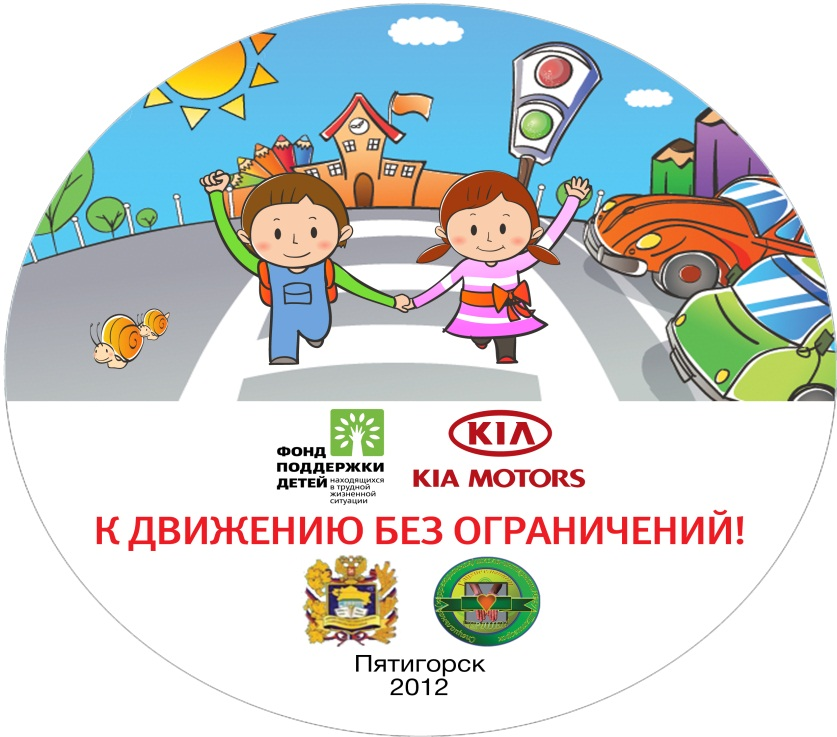 ФОНД
ПОДДЕРЖКИ
ДЕТЕЙ
находящихся
в трудной
жизненной
ситуации
KIA
KIA MOTORS
К ДВИЖЕНИЮ БЕЗ ОГРАНИЧЕНИЙ!
Пятигорск
2012